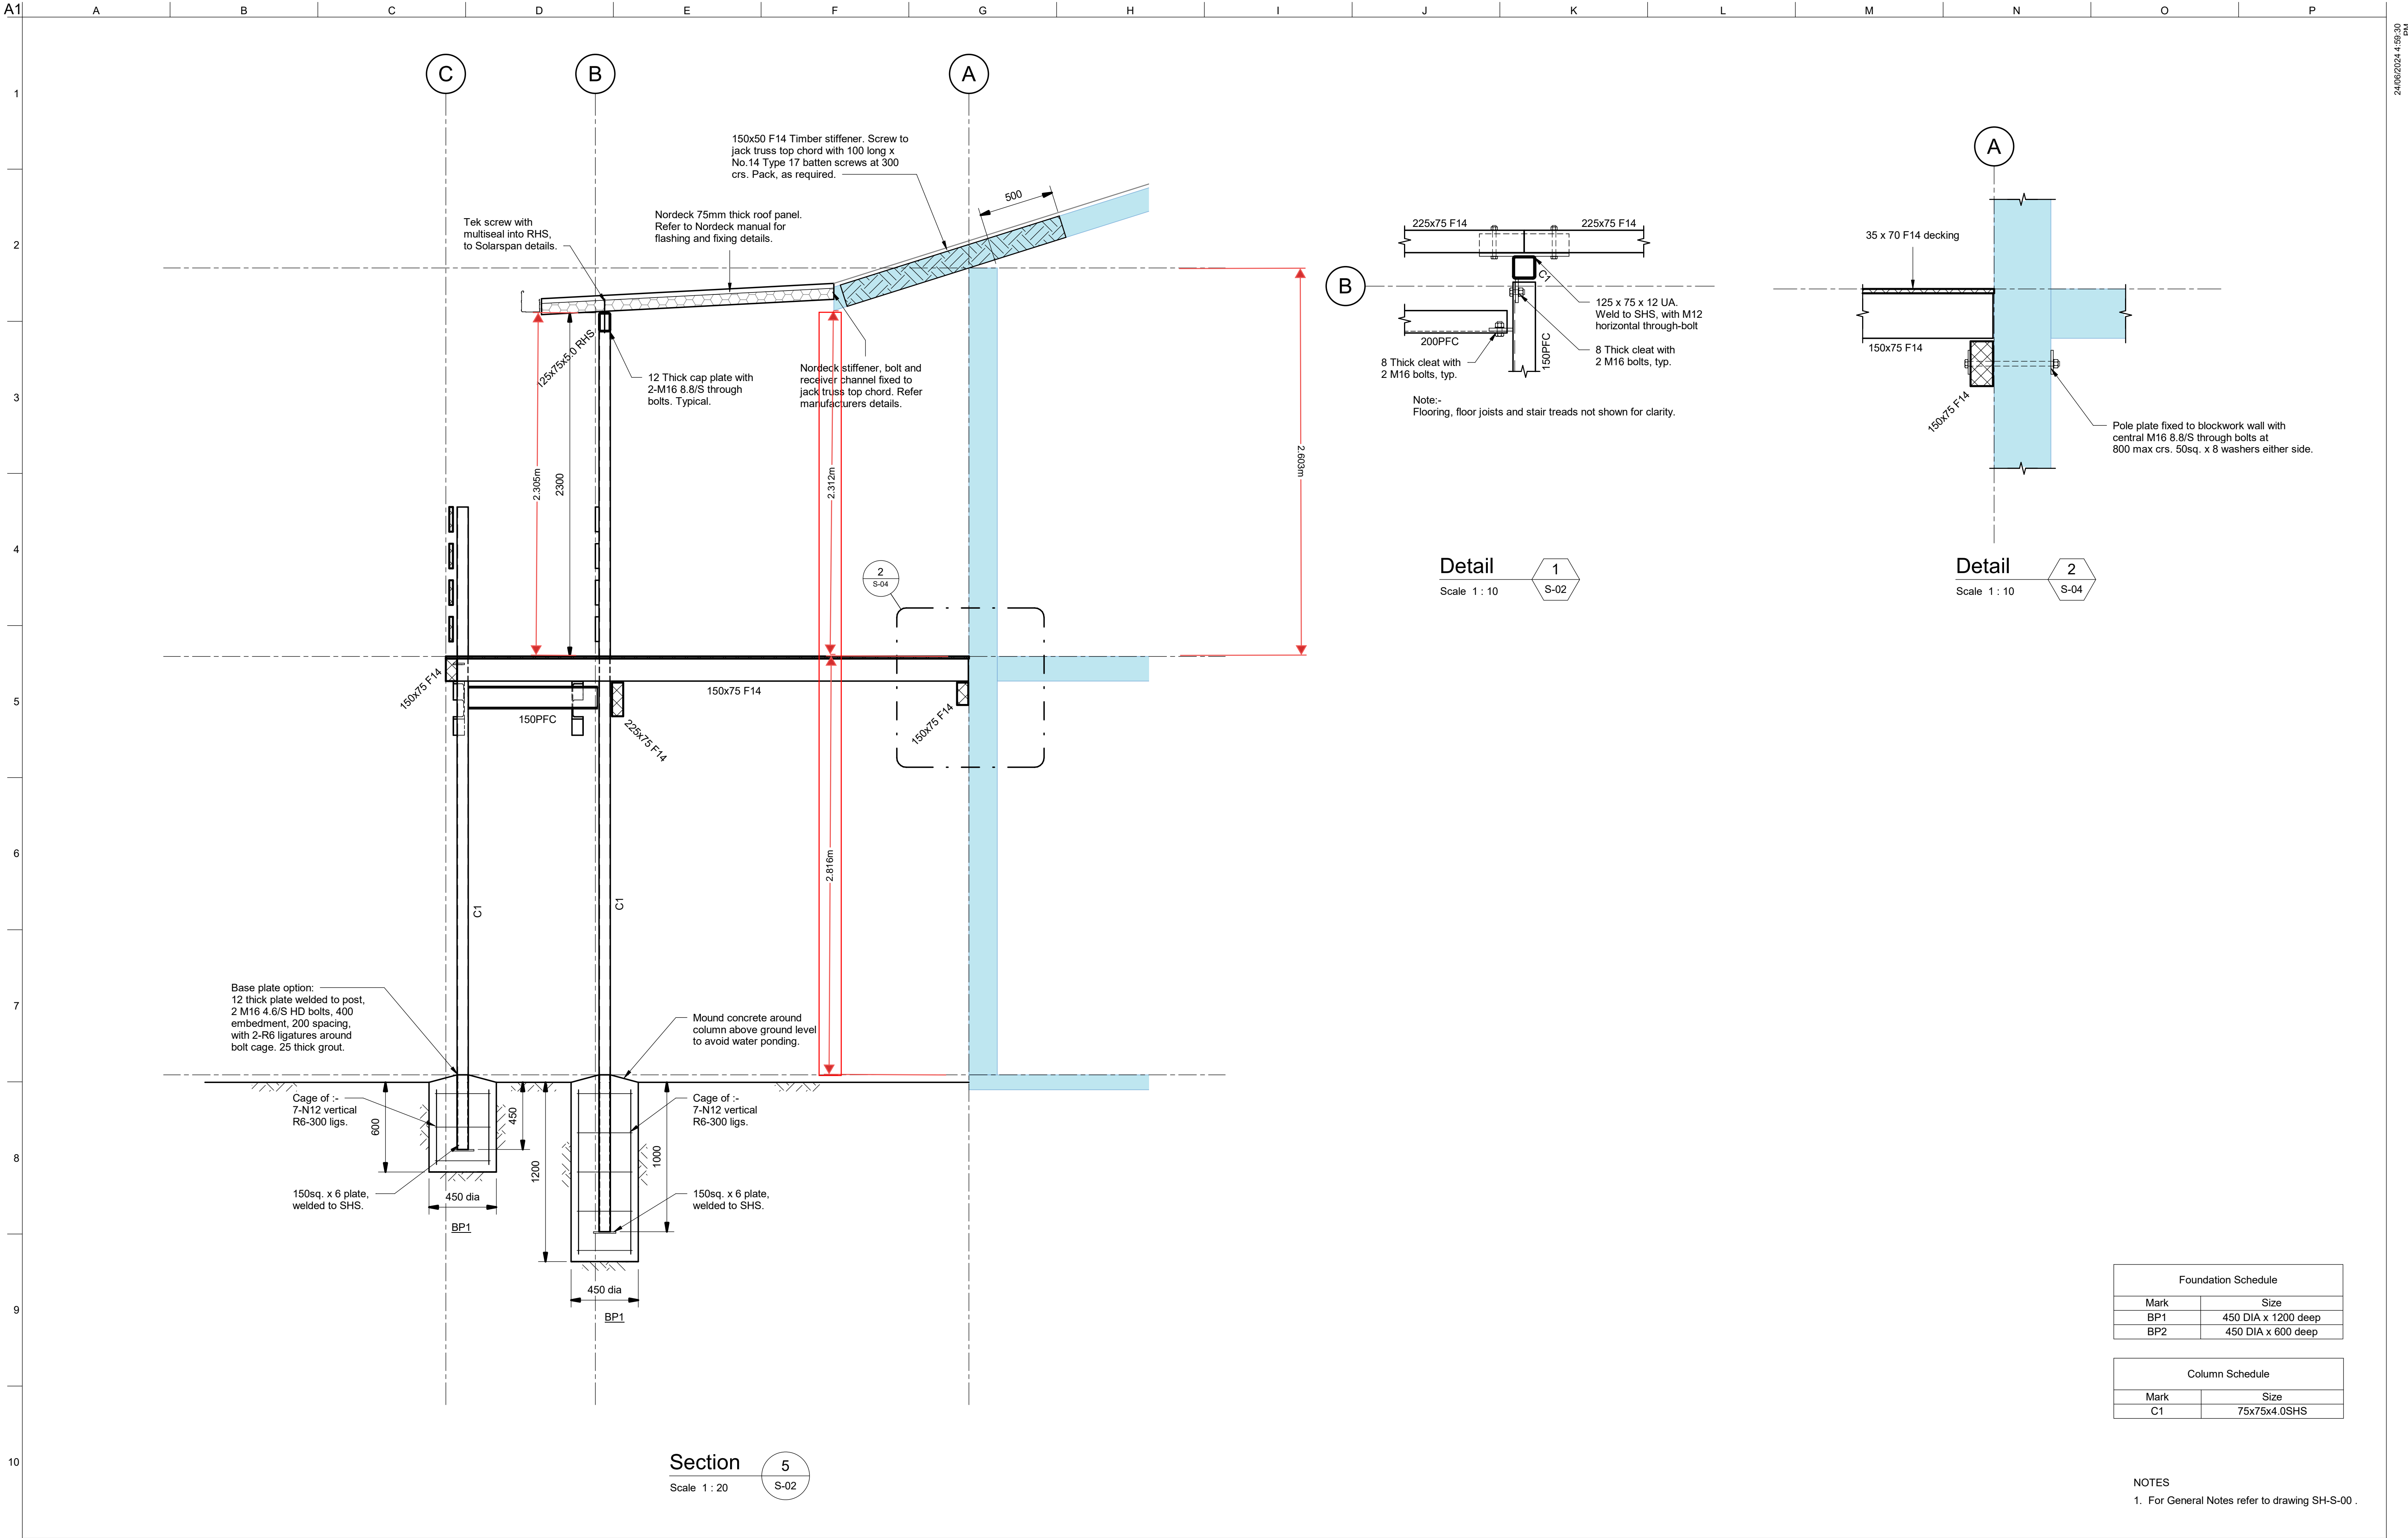 A1
A
B
C
D
E
F
G
H
I
J
K
L
M
N
O
P
24/06/2024 4:59:30
PM
1
2
3
4
5
6
7
8
9
10
C
B
A
150x50 F14 Timber stiffener. Screw to
jack truss top chord with 100 long x
No.14 Type 17 batten screws at 300
crs. Pack, as required.
500
Tek screw with
multiseal into RHS,
to Solarspan details.
Nordeck 75mm thick roof panel.
Refer to Nordeck manual for
flashing and fixing details.
125x75x5.0 RHS
12 Thick cap plate with
2-M16 8.8/S through
bolts. Typical.
Nordeck stiffener, bolt and
receiver channel fixed to
jack truss top chord. Refer
manufacturers details.
2.305m
2300
2.312m
2.603m
2
S-04
150x75 F14
150PFC
225x75 F14
150x75 F14
150x75 F14
2.816m
C1
C1
Base plate option:
12 thick plate welded to post,
2 M16 4.6/S HD bolts, 400
embedment, 200 spacing,
with 2-R6 ligatures around
bolt cage. 25 thick grout.
Mound concrete around
column above ground level
to avoid water ponding.
Cage of :-
7-N12 vertical
R6-300 ligs.
600
450
1200
1000
Cage of :-
7-N12 vertical
R6-300 ligs.
150sq. x 6 plate,
welded to SHS.
450 dia
BP1
150sq. x 6 plate,
welded to SHS.
450 dia
BP1
Section
Scale 1 : 20
5
S-02
225x75 F14
225x75 F14
B
C1
125 x 75 x 12 UA.
Weld to SHS, with M12
horizontal through-bolt
200PFC
150PFC
8 Thick cleat with
2 M16 bolts, typ.
8 Thick cleat with
2 M16 bolts, typ.
Note:-
Flooring, floor joists and stair treads not shown for clarity.
Detail
Scale 1 : 10
1
S-02
A
35 x 70 F14 decking
150x75 F14
150x75 F14
Pole plate fixed to blockwork wall with
central M16 8.8/S through bolts at
800 max crs. 50sq. x 8 washers either side.
Detail
Scale 1 : 10
2
S-04
Foundation Schedule
Mark Size
BP1 450 DIA x 1200 deep
BP2 450 DIA x 600 deep
Column Schedule
Mark Size
C1 75x75x4.0SHS
NOTES
1. For General Notes refer to drawing SH-S-00 .